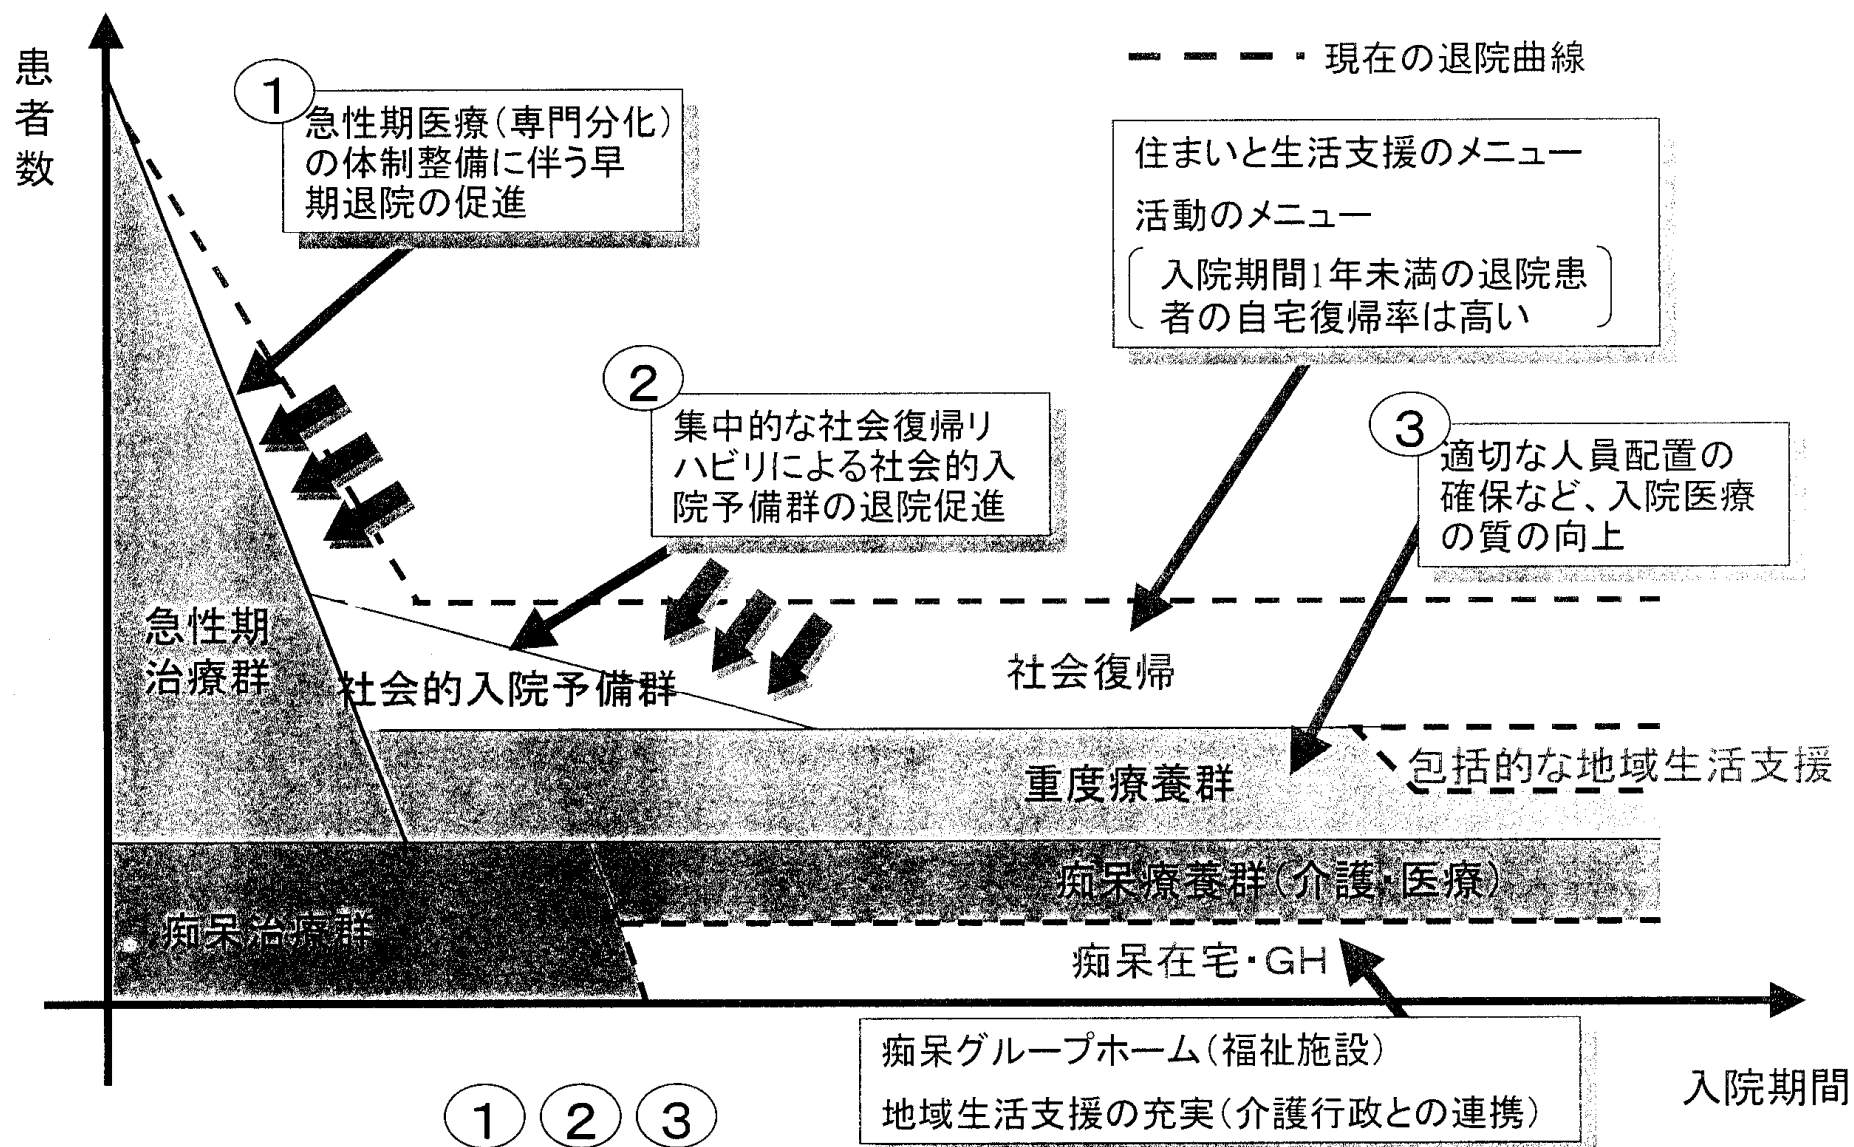 患者数
現在の退院曲線
①
急性期医療(専門分化)
の体制整備に伴う早
期退院の促進
住まいと生活支援のメニュー
活動のメニュー
入院期間1年未満の退院患
者の自宅復帰率は高い
②
集中的な社会復帰リ
ハビリによる社会的入
院予備群の退院促進
③
適切な人員配置の
確保など、入院医療
の質の向上
急性期
治療群
社会的入院予備群
社会復帰
重度療養群
包括的な地域生活支援
痴呆療養群(介護・医療)
痴呆治療群
痴呆在宅・GH
痴呆グループホーム(福祉施設)
地域生活支援の充実(介護行政との連携)
入院期間
① ② ③